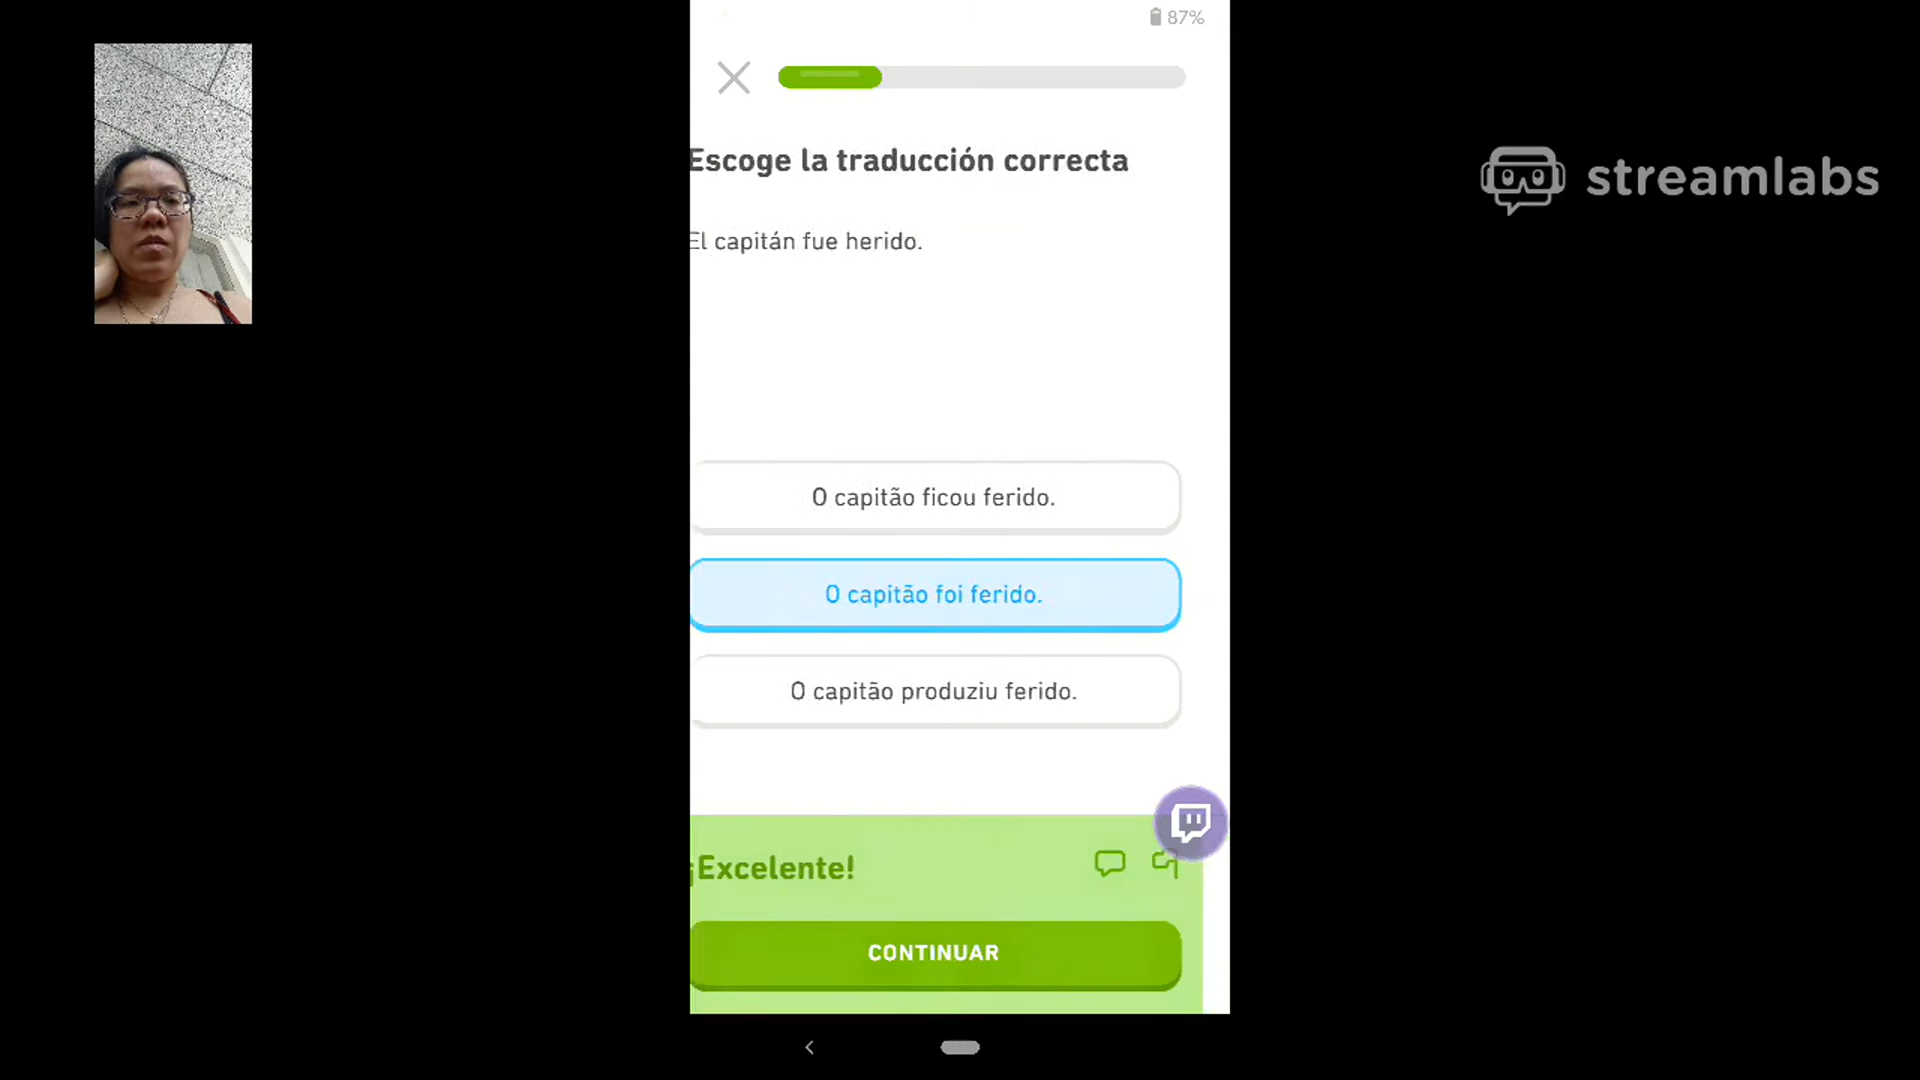 87%
Escoge la traducción correcta
El capitán fue herido.
O capitão ficou ferido.
O capitão foi ferido.
O capitão produziu ferido.
¡Excelente!
CONTINUAR
streamlabs